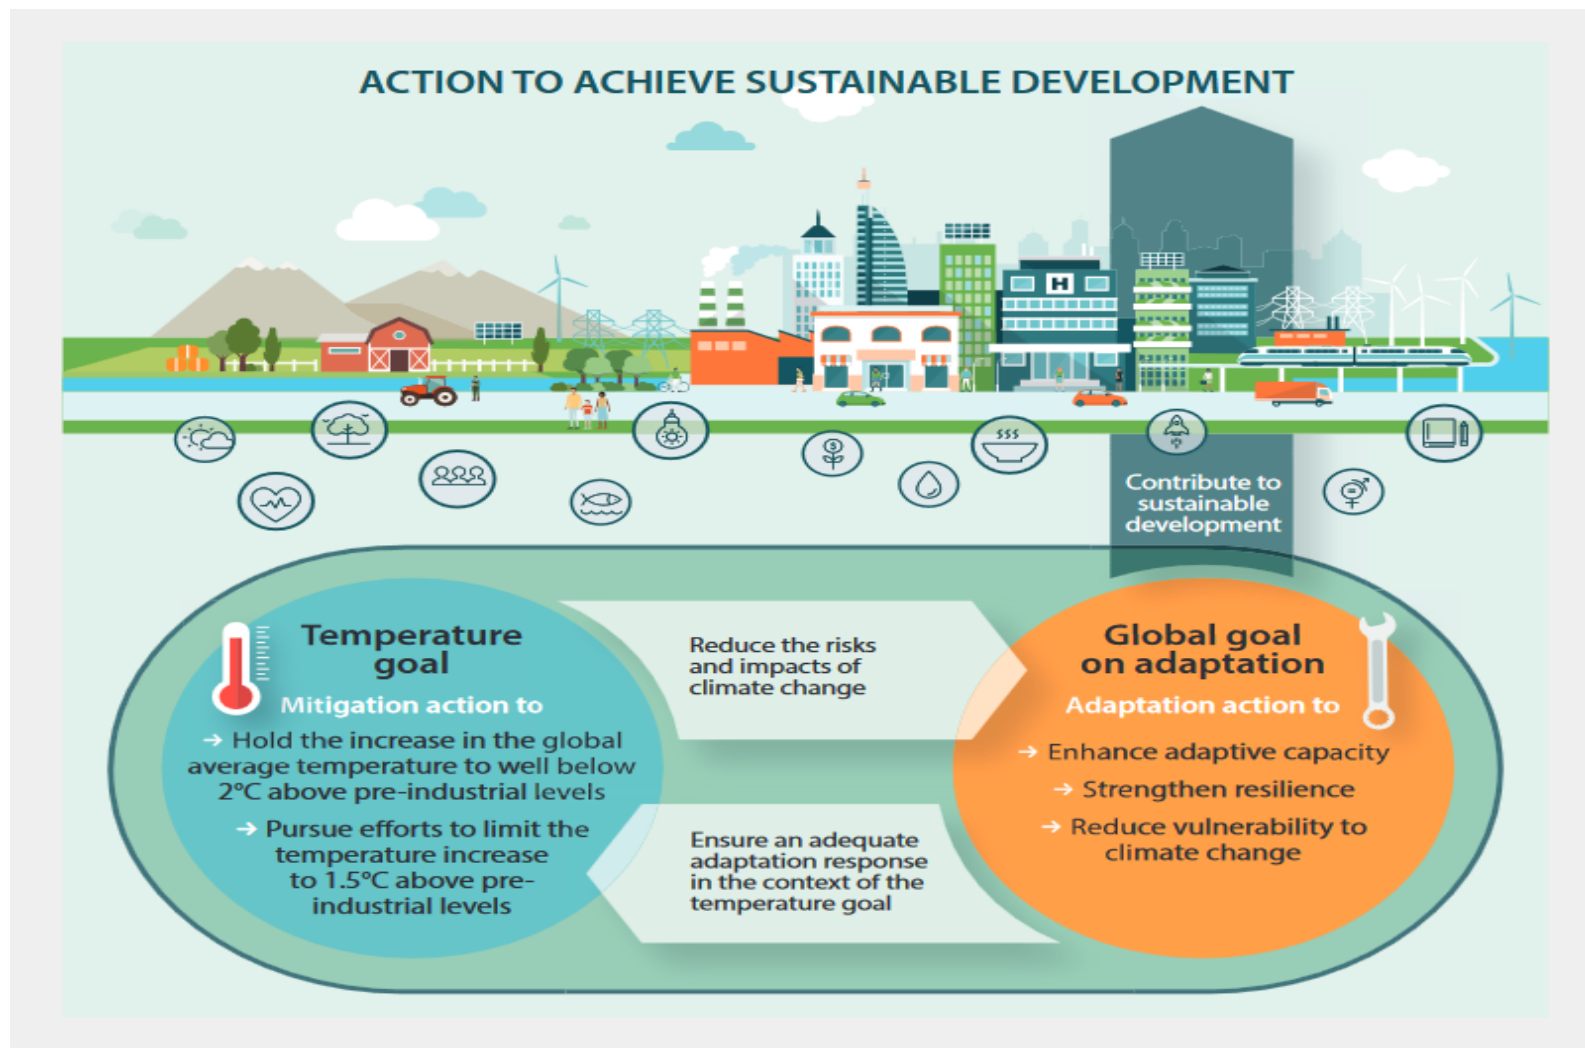 ACTION TO ACHIEVE SUSTAINABLE DEVELOPMENT
H
$
Contribute to
sustainable
development
Temperature
goal
Mitigation action to
→ Hold the increase in the global
average temperature to well below
2°C above pre-industrial levels
→ Pursue efforts to limit the
temperature increase
to 1.5°C above pre-
industrial levels
Reduce the risks
and impacts of
climate change
Ensure an adequate
adaptation response
in the context of the
temperature goal
Global goal
on adaptation
Adaptation action to
→ Enhance adaptive capacity
→ Strengthen resilience
→ Reduce vulnerability to
climate change